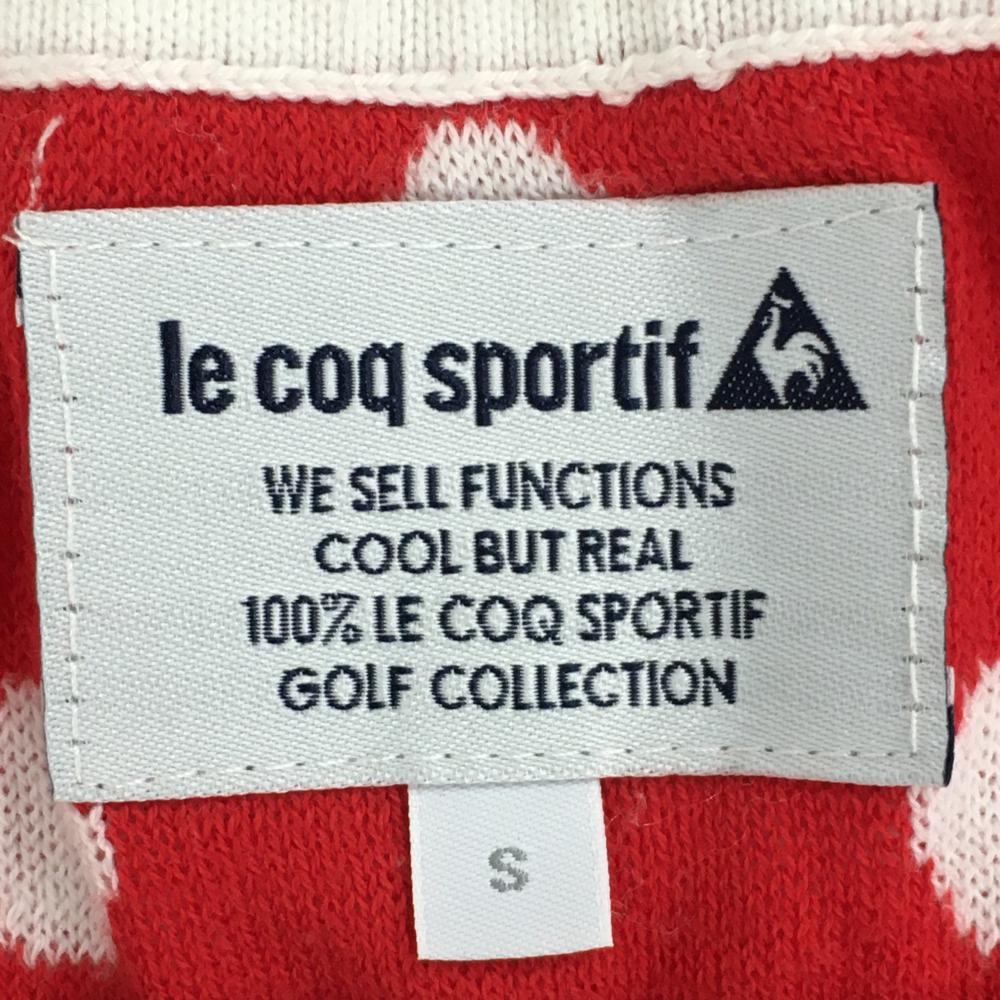 le coq sportif
WE SELL FUNCTIONS
COOL BUT REAL
100% LE COQ SPORTIF
GOLF COLLECTION
S